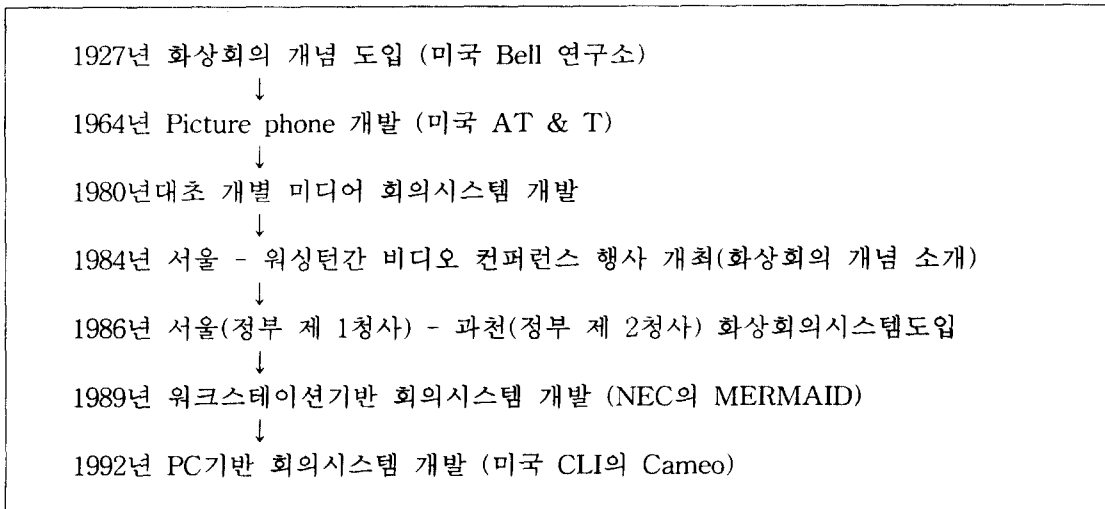 1927년 화상회의 개념 도입 (미국 Bell 연구소)
↓
1964년 Picture phone 개발 (미국 AT & T)
↓
1980년대초 개별 미디어 회의시스템 개발
↓
1984년 서울 - 워싱턴간 비디오 컨퍼런스 행사 개최(화상회의 개념 소개)
↓
1986년 서울(정부 제 1청사) - 과천(정부 제 2청사) 화상회의시스템도입
↓
1989년 워크스테이션기반 회의시스템 개발 (NEC의 MERMAID)
↓
1992년 PC기반 회의시스템 개발 (미국 CLI의 Cameo)